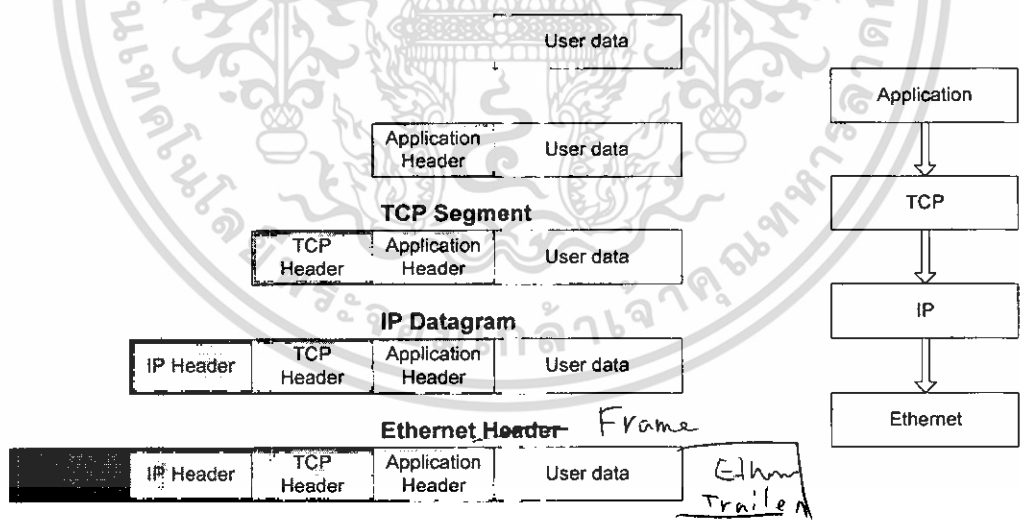 User data
Application
Header
User data
TCP Segment
TCP
Header
Application
Header
User data
IP Datagram
IP Header
TCP
Header
Application
Header
User data
Ethernet Header Frame
IP Header
TCP
Header
Application
Header
User data
Trailer
Application
TCP
IP
Ethernet